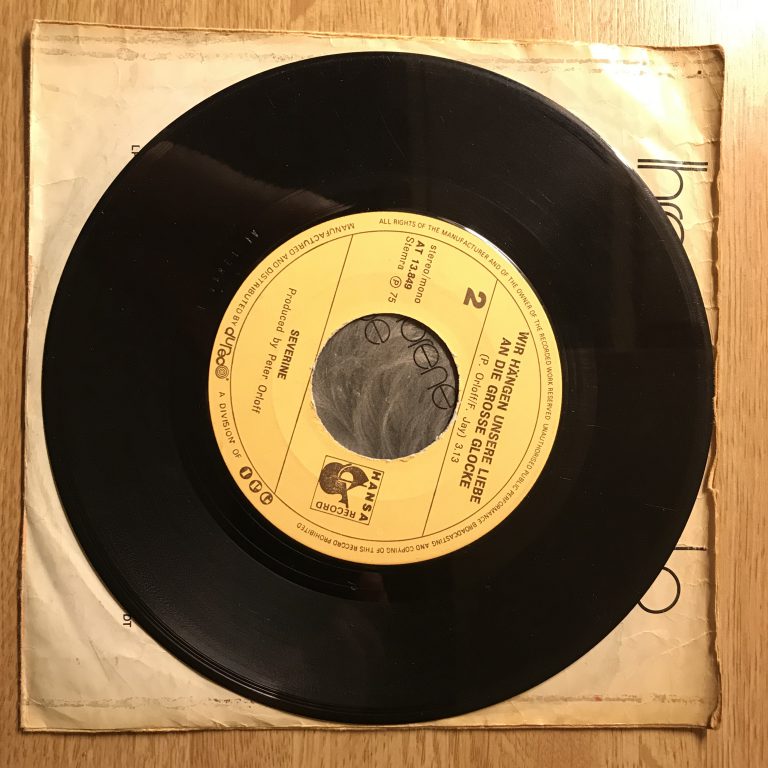 ALL RIGHTS OF THE MANUFACTURER AND OF THE OWNER OF THE RECORDED WORK RESERVED UNAUTHORISED PUBLIC PERFORMANCE BROADCASTING AND COPYING OF THIS RECORD PROHIBITED
WIR HÄNGEN UNSERE LIEBE
AN DIE GROSSE GLOCKE
(P. Orloff/F. Jay) 3.13
2
stereo/mono
AT 13.849
Stemra Ⓟ 75
HANSA
RECORD
SEVERINE
Produced by Peter Orloff
MANUFACTURED AND DISTRIBUTED BY dureco A DIVISION OF